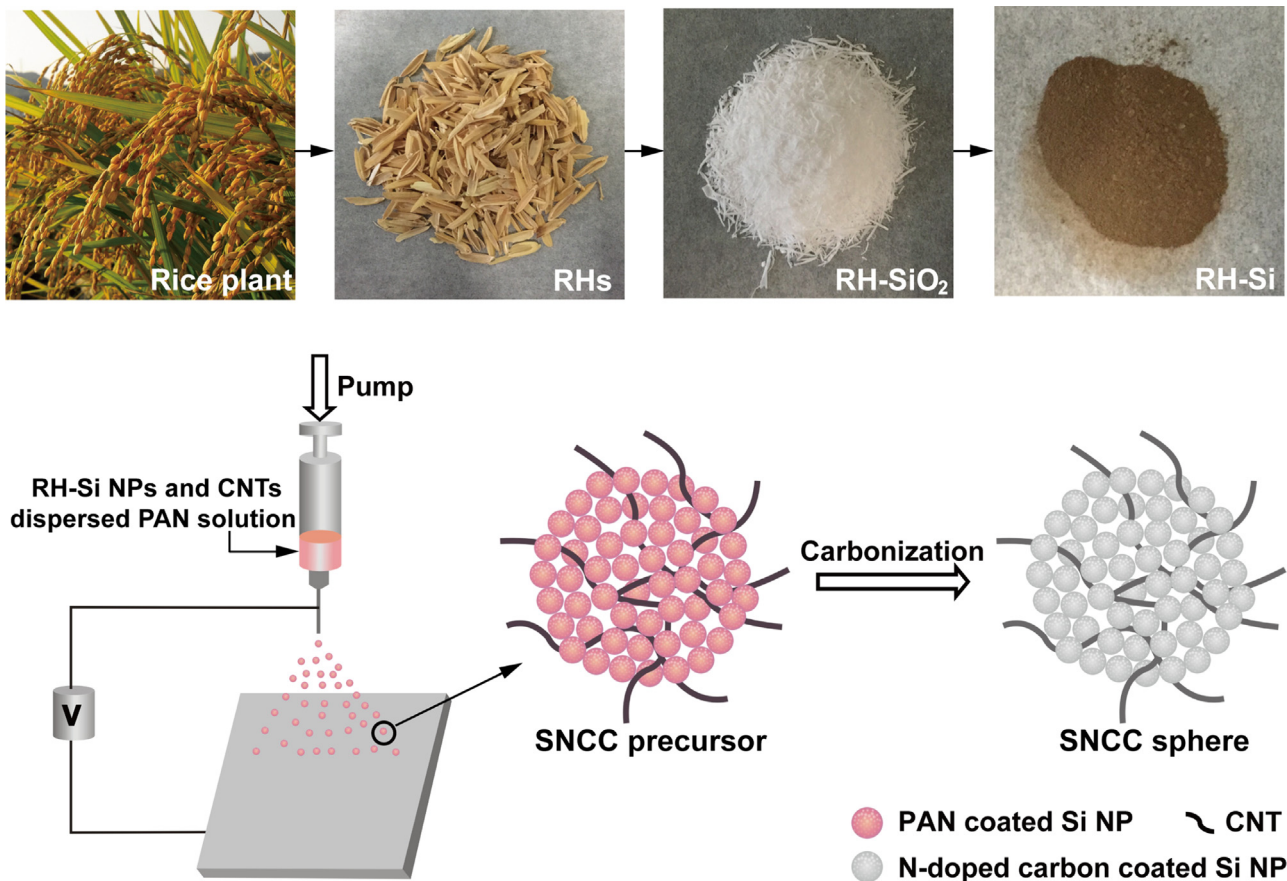 Rice plant
RHs
RH-SiO₂
RH-Si
Pump
RH-Si NPs and CNTs
dispersed PAN solution
V
Carbonization
SNCC precursor
SNCC sphere
PAN coated Si NP
CNT
N-doped carbon coated Si NP